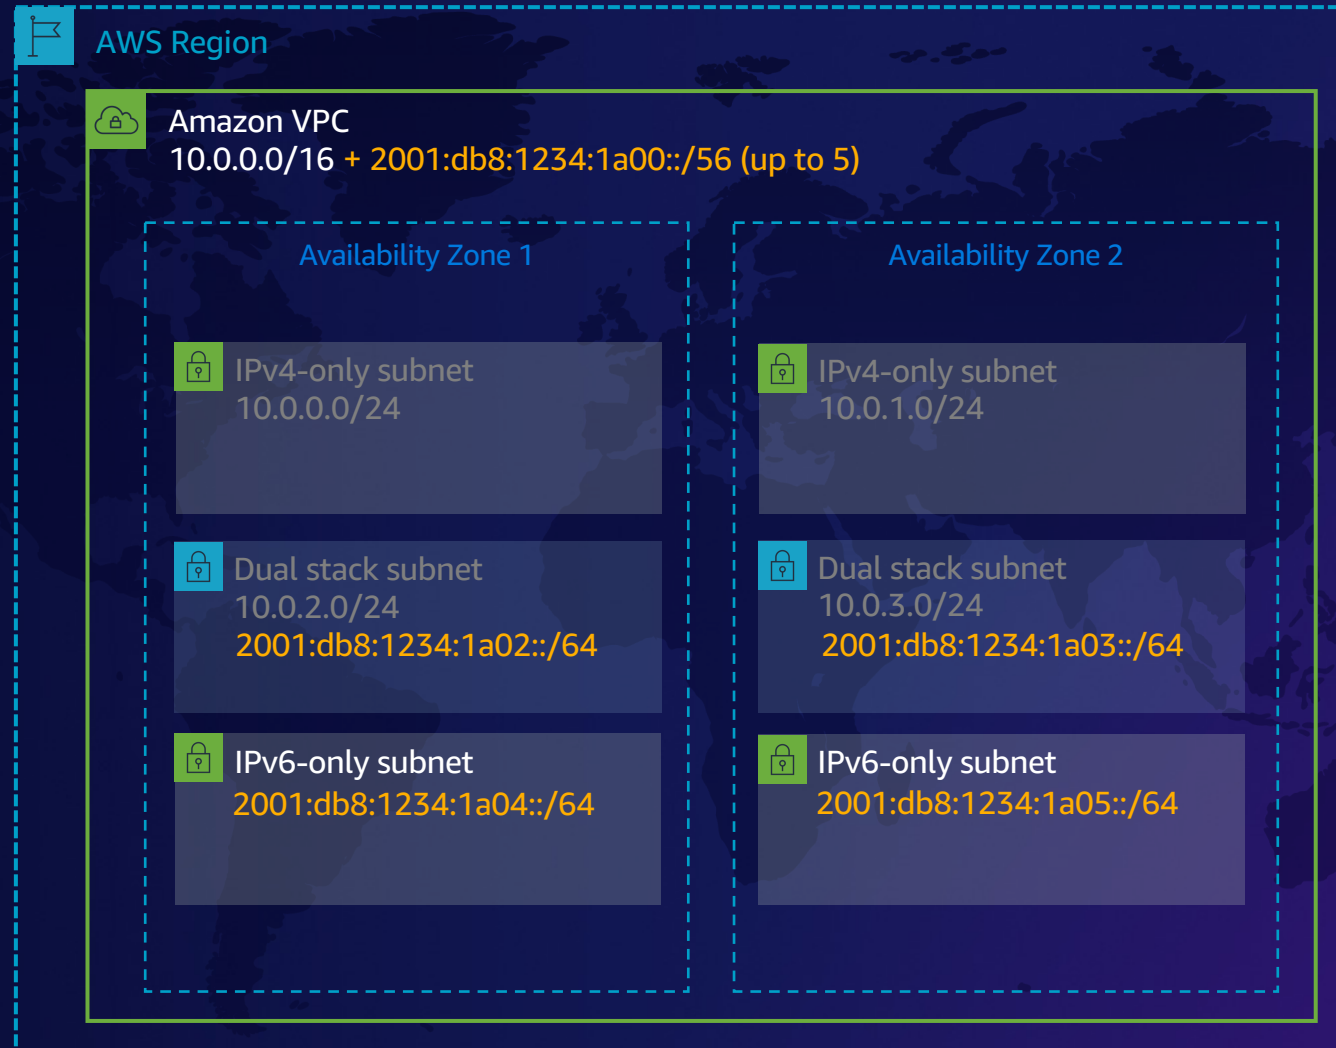 AWS Region
Amazon VPC
10.0.0.0/16 + 2001:db8:1234:1a00::/56 (up to 5)
Availability Zone 1
IPv4-only subnet
10.0.0.0/24
Dual stack subnet
10.0.2.0/24
2001:db8:1234:1a02::/64
IPv6-only subnet
2001:db8:1234:1a04::/64
Availability Zone 2
IPv4-only subnet
10.0.1.0/24
Dual stack subnet
10.0.3.0/24
2001:db8:1234:1a03::/64
IPv6-only subnet
2001:db8:1234:1a05::/64